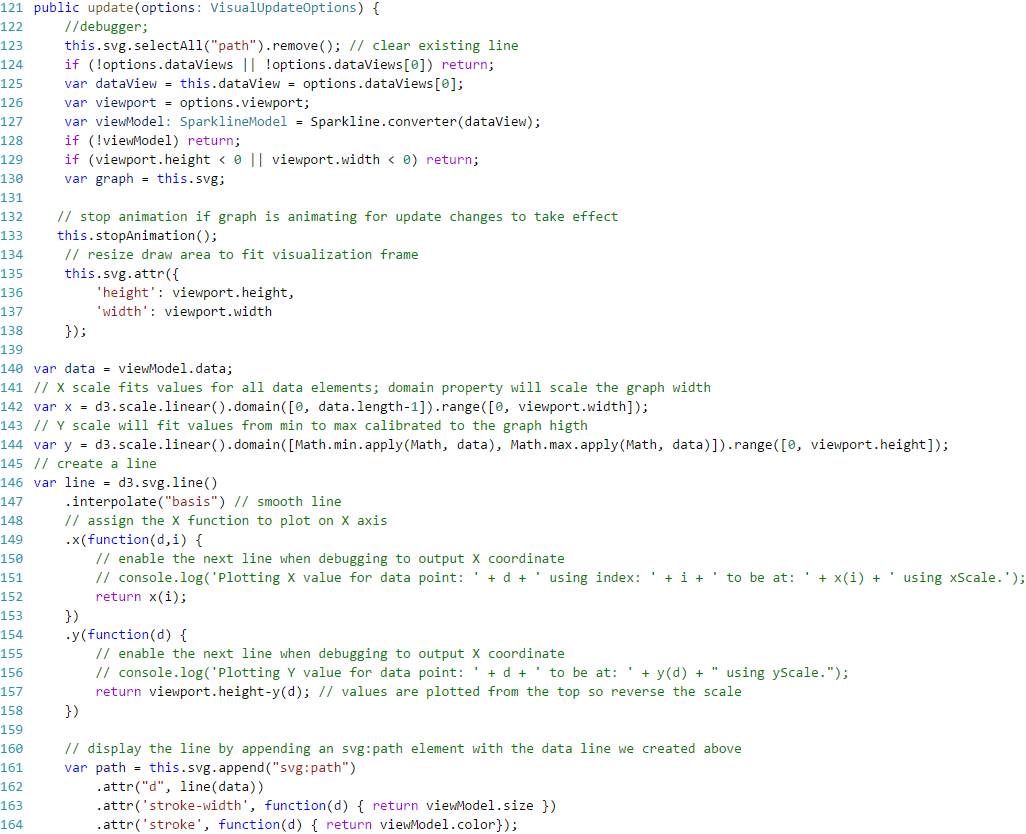 121 public update(options: VisualUpdateOptions) {
122     //debugger;
123     this.svg.selectAll("path").remove(); // clear existing line
124     if (!options.dataViews || !options.dataViews[0]) return;
125     var dataView = this.dataView = options.dataViews[0];
126     var viewport = options.viewport;
127     var viewModel: SparklineModel = Sparkline.converter(dataView);
128     if (!viewModel) return;
129     if (viewport.height < 0 || viewport.width < 0) return;
130     var graph = this.svg;
131
132    // stop animation if graph is animating for update changes to take effect
133    this.stopAnimation();
134     // resize draw area to fit visualization frame
135     this.svg.attr({
136         'height': viewport.height,
137         'width': viewport.width
138     });
139
140 var data = viewModel.data;
141 // X scale fits values for all data elements; domain property will scale the graph width
142 var x = d3.scale.linear().domain([0, data.length-1]).range([0, viewport.width]);
143 // Y scale will fit values from min to max calibrated to the graph higth
144 var y = d3.scale.linear().domain([Math.min.apply(Math, data), Math.max.apply(Math, data)]).range([0, viewport.height]);
145 // create a line
146 var line = d3.svg.line()
147     .interpolate("basis") // smooth line
148     // assign the X function to plot on X axis
149     .x(function(d,i) {
150         // enable the next line when debugging to output X coordinate
151         // console.log('Plotting X value for data point: ' + d + ' using index: ' + i + ' to be at: ' + x(i) + ' using xScale.');
152         return x(i);
153     })
154     .y(function(d) {
155         // enable the next line when debugging to output X coordinate
156         // console.log('Plotting Y value for data point: ' + d + ' to be at: ' + y(d) + " using yScale.");
157         return viewport.height-y(d); // values are plotted from the top so reverse the scale
158     })
159
160     // display the line by appending an svg:path element with the data line we created above
161     var path = this.svg.append("svg:path")
162         .attr("d", line(data))
163         .attr('stroke-width', function(d) { return viewModel.size })
164         .attr('stroke', function(d) { return viewModel.color});